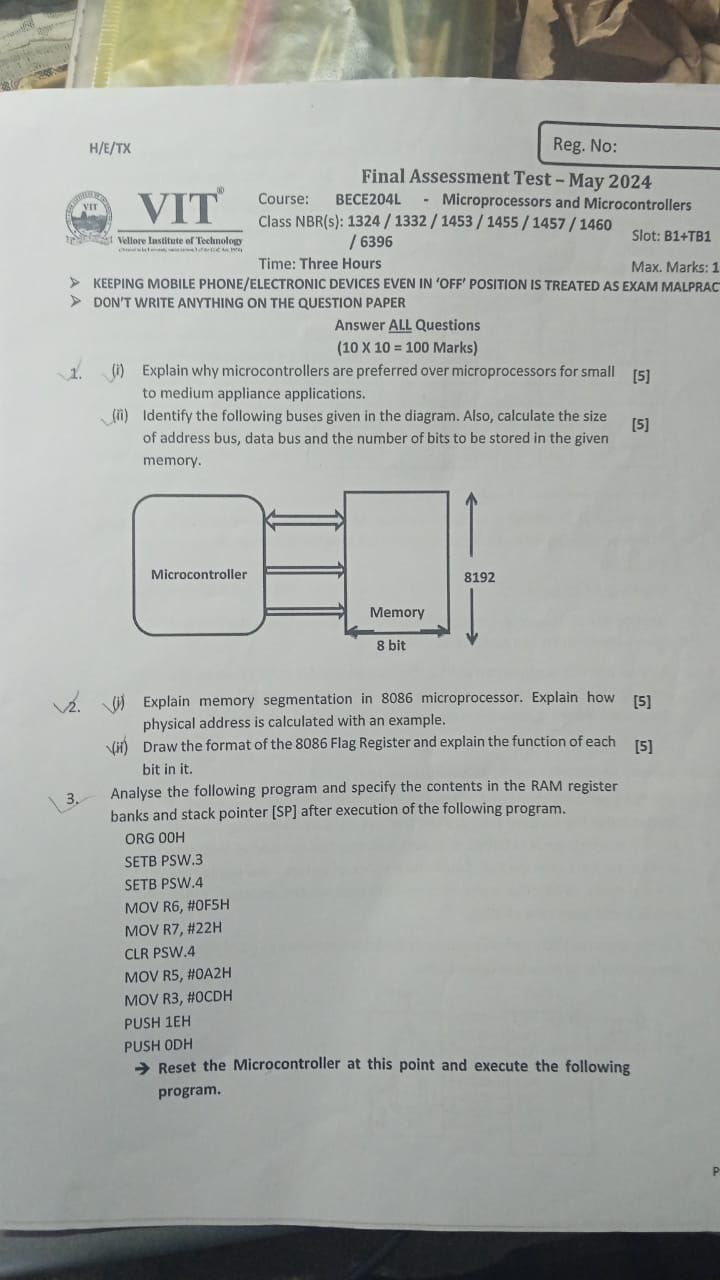 H/E/TX
Reg. No:
Final Assessment Test – May 2024
VIT
VIT®
Vellore Institute of Technology
Course: BECE204L - Microprocessors and Microcontrollers
Class NBR(s): 1324 / 1332 / 1453 / 1455 / 1457 / 1460
/ 6396
Slot: B1+TB1
Time: Three Hours
Max. Marks: 1
➤ KEEPING MOBILE PHONE/ELECTRONIC DEVICES EVEN IN ‘OFF’ POSITION IS TREATED AS EXAM MALPRAC
➤ DON’T WRITE ANYTHING ON THE QUESTION PAPER
Answer ALL Questions
(10 X 10 = 100 Marks)
1. (i) Explain why microcontrollers are preferred over microprocessors for small [5]
to medium appliance applications.
(ii) Identify the following buses given in the diagram. Also, calculate the size [5]
of address bus, data bus and the number of bits to be stored in the given
memory.
Microcontroller
8192
Memory
8 bit
2. (i) Explain memory segmentation in 8086 microprocessor. Explain how [5]
physical address is calculated with an example.
(ii) Draw the format of the 8086 Flag Register and explain the function of each [5]
bit in it.
3. Analyse the following program and specify the contents in the RAM register
banks and stack pointer [SP] after execution of the following program.
ORG 00H
SETB PSW.3
SETB PSW.4
MOV R6, #0F5H
MOV R7, #22H
CLR PSW.4
MOV R5, #0A2H
MOV R3, #0CDH
PUSH 1EH
PUSH 0DH
→ Reset the Microcontroller at this point and execute the following
program.
P